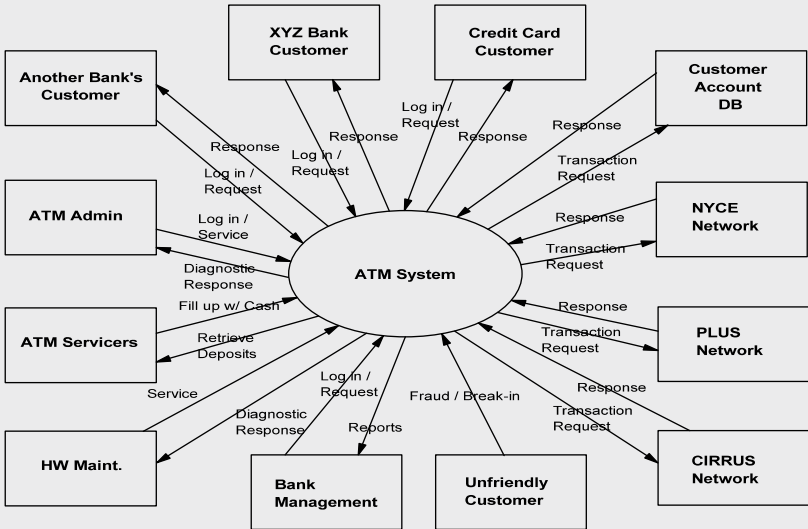 XYZ Bank
Customer
Credit Card
Customer
Another Bank's
Customer
Customer
Account
DB
Log in /
Request
Response
Response
Log in /
Request
Response
Response
Log in /
Request
Transaction
Request
ATM Admin
Log in /
Service
Diagnostic
Response
ATM System
Response
Transaction
Request
NYCE
Network
ATM Servicers
Fill up w/ Cash
Retrieve
Deposits
Response
Transaction
Request
PLUS
Network
Service
Diagnostic
Response
Log in /
Request
Reports
Fraud / Break-in
Response
Transaction
Request
HW Maint.
Bank
Management
Unfriendly
Customer
CIRRUS
Network